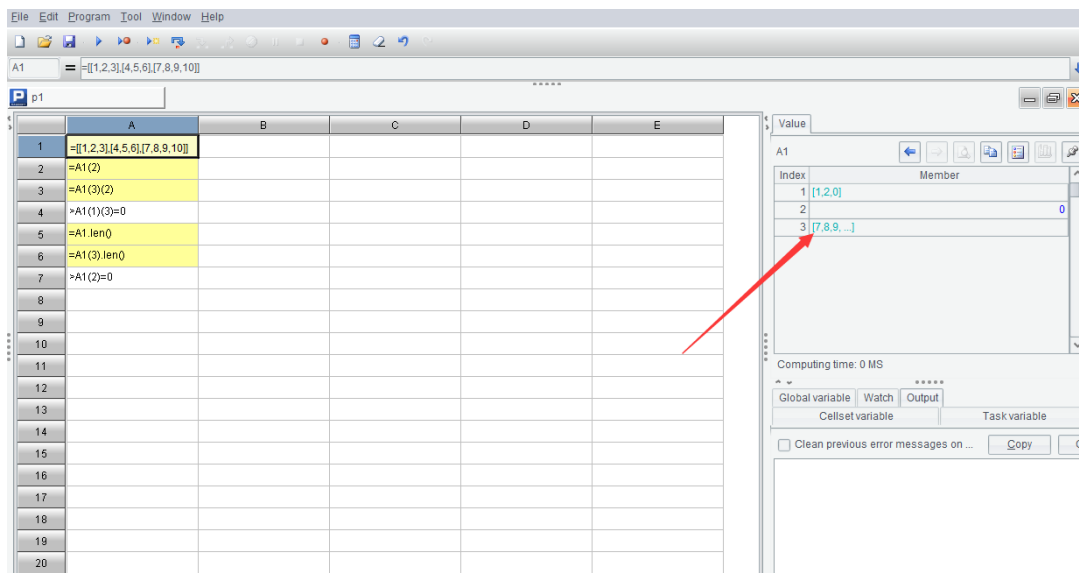 File Edit Program Tool Window Help
A1 = =[[1,2,3],[4,5,6],[7,8,9,10]]
P p1
A B C D E
1 =[[1,2,3],[4,5,6],[7,8,9,10]]
2 =A1(2)
3 =A1(3)(2)
4 >A1(1)(3)=0
5 =A1.len()
6 =A1(3).len()
7 >A1(2)=0
8
9
10
11
12
13
14
15
16
17
18
19
20
Value
A1
Index Member
1 [1,2,0]
2 0
3 [7,8,9, ...]
Computing time: 0 MS
Global variable Watch Output
Cellset variable Task variable
Clean previous error messages on ... Copy